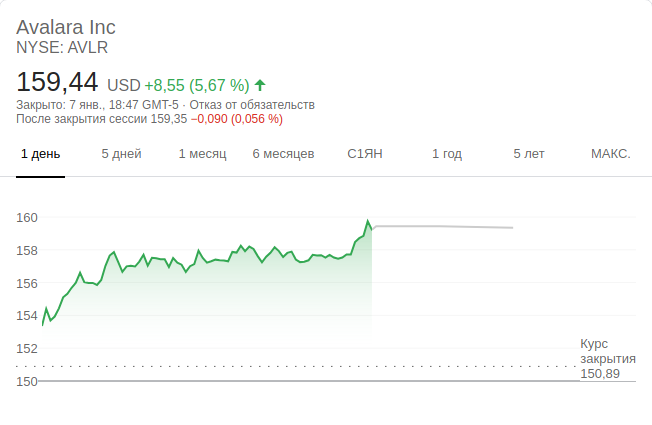 Avalara Inc
NYSE: AVLR
159,44 USD +8,55 (5,67 %)
Закрыто: 7 янв., 18:47 GMT-5 · Отказ от обязательств
После закрытия сессии 159,35 −0,090 (0,056 %)
1 день 5 дней 1 месяц 6 месяцев С1ЯН 1 год 5 лет МАКС.
160
158
156
154
152
Курс
закрытия
150,89
150